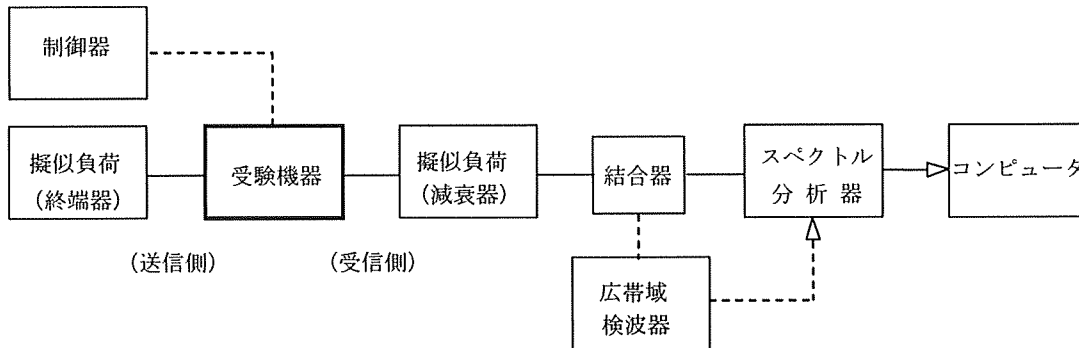 制御器
擬似負荷
(終端器)
受験機器
擬似負荷
(減衰器)
結合器
スペクトル
分析器
コンピュータ
(送信側)
(受信側)
広帯域
検波器